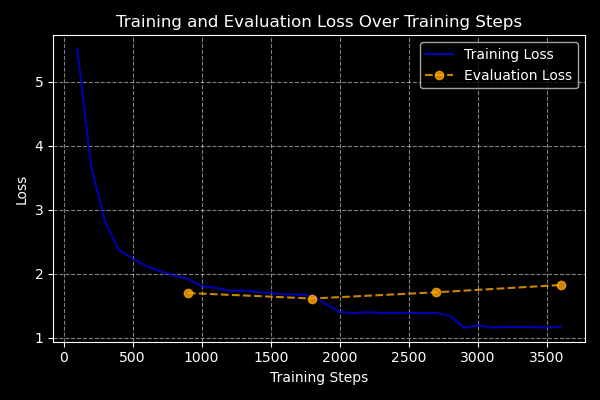 Training and Evaluation Loss Over Training Steps
Training Loss
Evaluation Loss
Loss
5
4
3
2
1
0
500
1000
1500
2000
2500
3000
3500
Training Steps